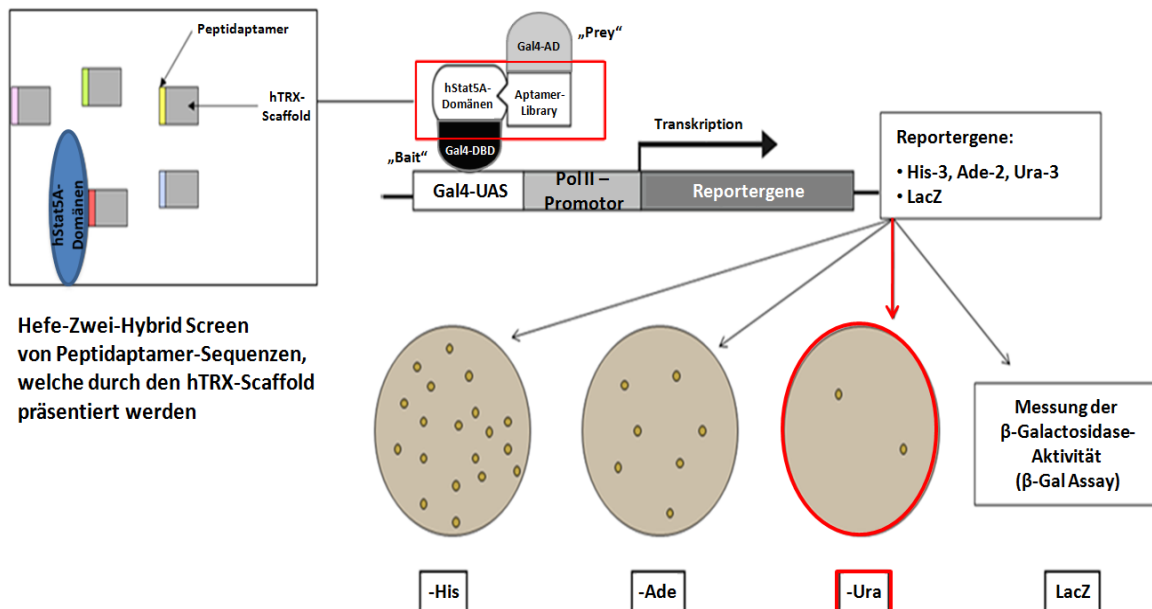 Peptidaptamer
hTRX-
Scaffold
hStat5A-
Domänen
Gal4-AD
„Prey“
hStat5A-
Domänen
Aptamer-
Library
Gal4-DBD
„Bait“
Transkription
Gal4-UAS
Pol II –
Promotor
Reportergene
Reportergene:
• His-3, Ade-2, Ura-3
• LacZ
Hefe-Zwei-Hybrid Screen
von Peptidaptamer-Sequenzen,
welche durch den hTRX-Scaffold
präsentiert werden
Messung der
β-Galactosidase-
Aktivität
(β-Gal Assay)
-His
-Ade
-Ura
LacZ